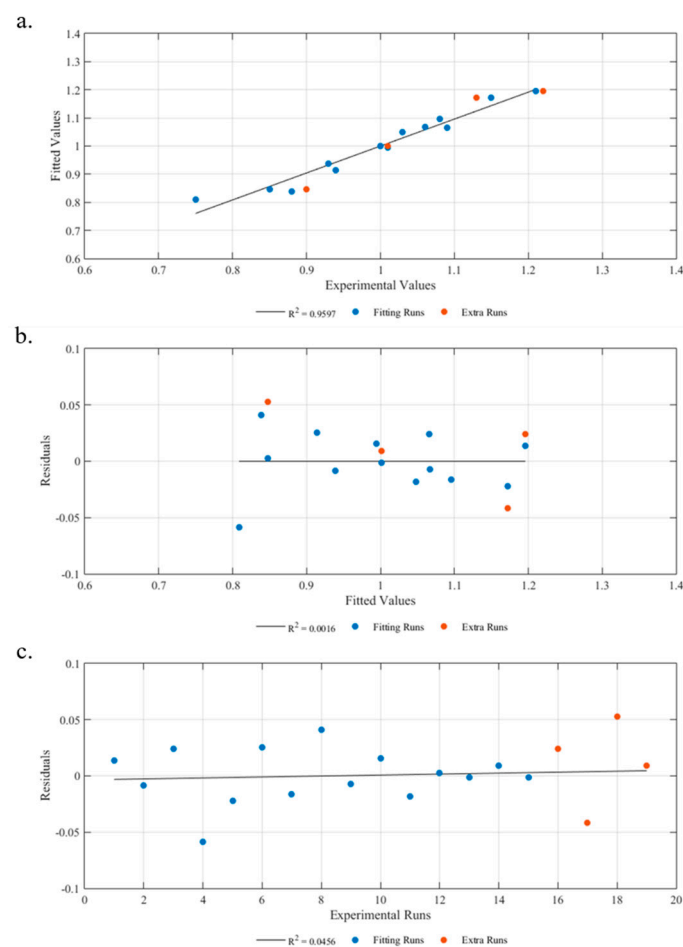 a.
1.4
1.3
1.2
1.1
1
0.9
0.8
0.7
0.6
Fitted Values
0.6 0.7 0.8 0.9 1 1.1 1.2 1.3 1.4
Experimental Values
R² = 0.9597 Fitting Runs Extra Runs
b.
0.1
0.05
0
-0.05
-0.1
Residuals
0.6 0.7 0.8 0.9 1 1.1 1.2 1.3 1.4
Fitted Values
R² = 0.0016 Fitting Runs Extra Runs
c.
0.1
0.05
0
-0.05
-0.1
Residuals
0 2 4 6 8 10 12 14 16 18 20
Experimental Runs
R² = 0.0456 Fitting Runs Extra Runs